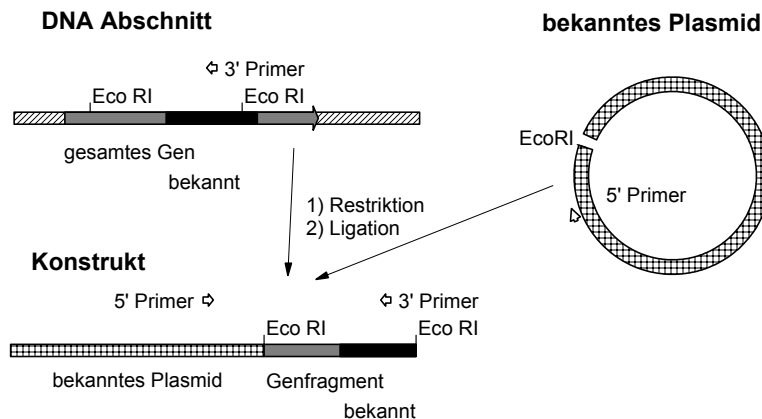 DNA Abschnitt
bekanntes Plasmid
3' Primer
Eco RI
Eco RI
gesamtes Gen
bekannt
EcoRI
5' Primer
1) Restriktion
2) Ligation
Konstrukt
5' Primer
3' Primer
Eco RI
Eco RI
bekanntes Plasmid
Genfragment
bekannt